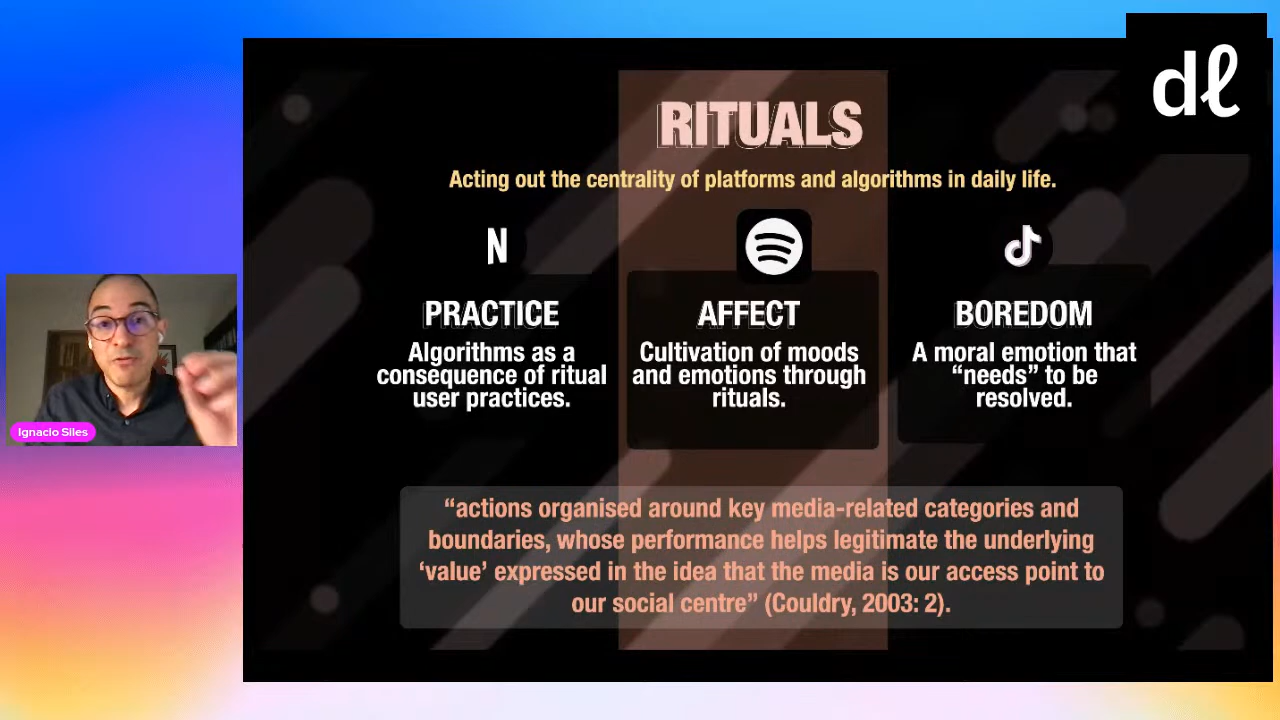 dℓ
RITUALS
Acting out the centrality of platforms and algorithms in daily life.
N
PRACTICE
Algorithms as a
consequence of ritual
user practices.
AFFECT
Cultivation of moods
and emotions through
rituals.
BOREDOM
A moral emotion that
“needs” to be
resolved.
“actions organised around key media-related categories and
boundaries, whose performance helps legitimate the underlying
‘value’ expressed in the idea that the media is our access point to
our social centre” (Couldry, 2003: 2).
Ignacio Siles